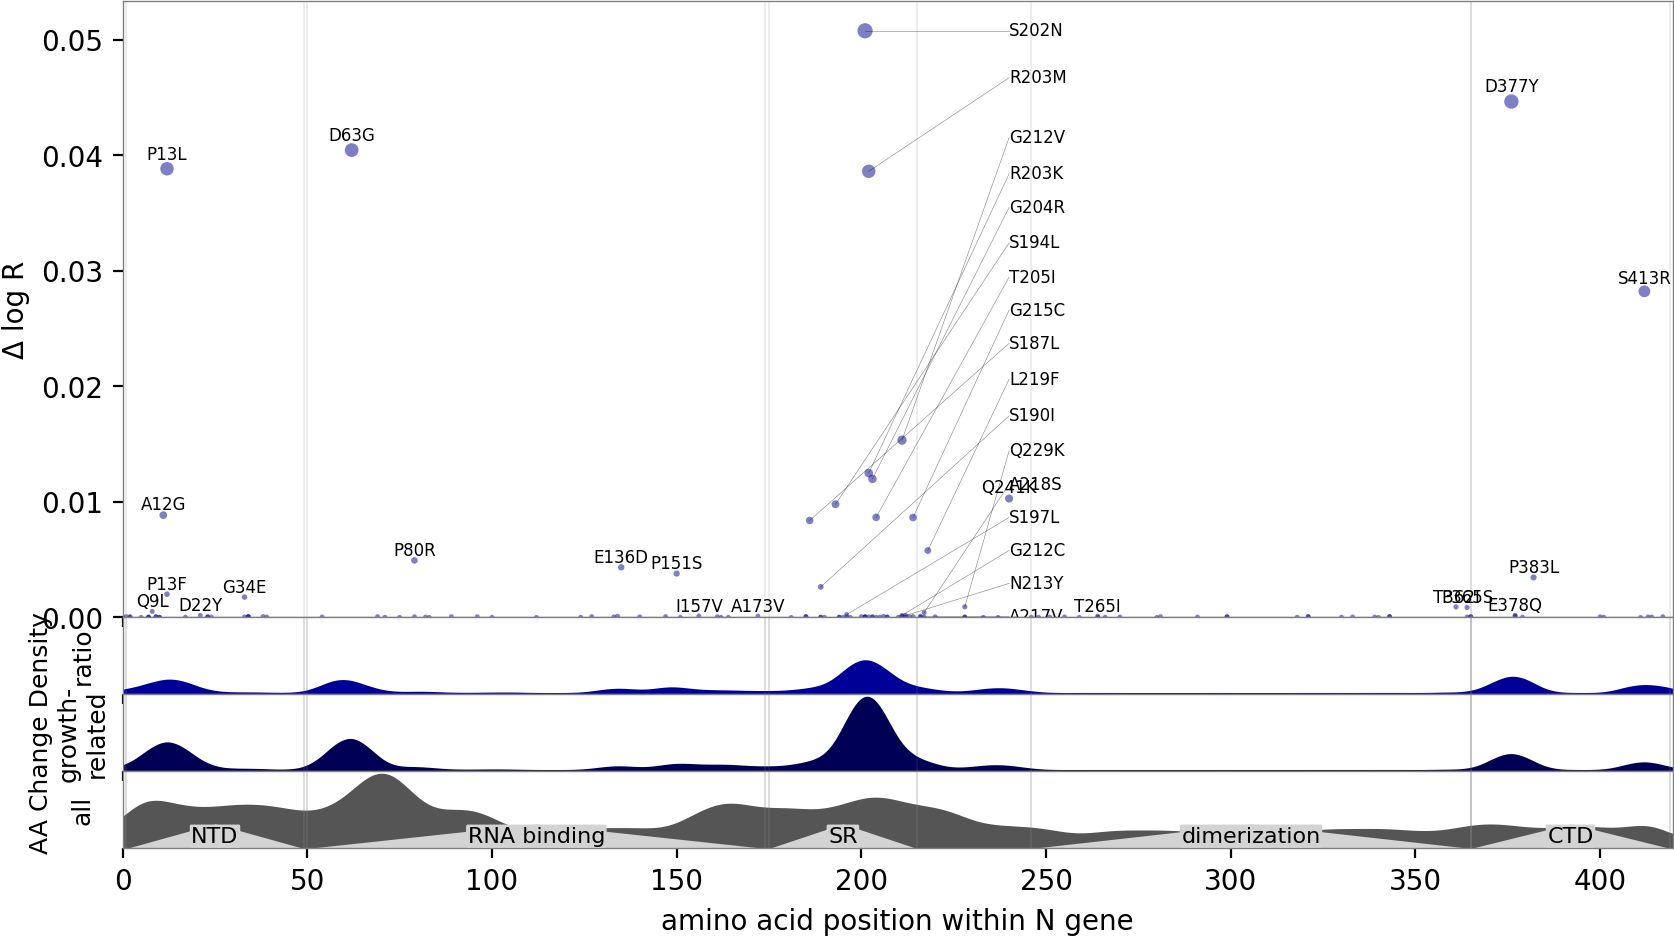 0.05
0.04
0.03
0.02
0.01
0.00
Δ log R
S202N
R203M
G212V
R203K
G204R
S194L
T205I
G215C
S187L
L219F
S190I
Q229K
A218S
Q241K
S197L
G212C
N213Y
A217V
D377Y
D63G
P13L
S413R
A12G
P80R
E136D
P151S
P13F
G34E
Q9L
D22Y
I157V
A173V
T265I
P383L
E378Q
AA Change Density
ratio
growth-
related
all
NTD
RNA binding
SR
dimerization
CTD
0
50
100
150
200
250
300
350
400
amino acid position within N gene